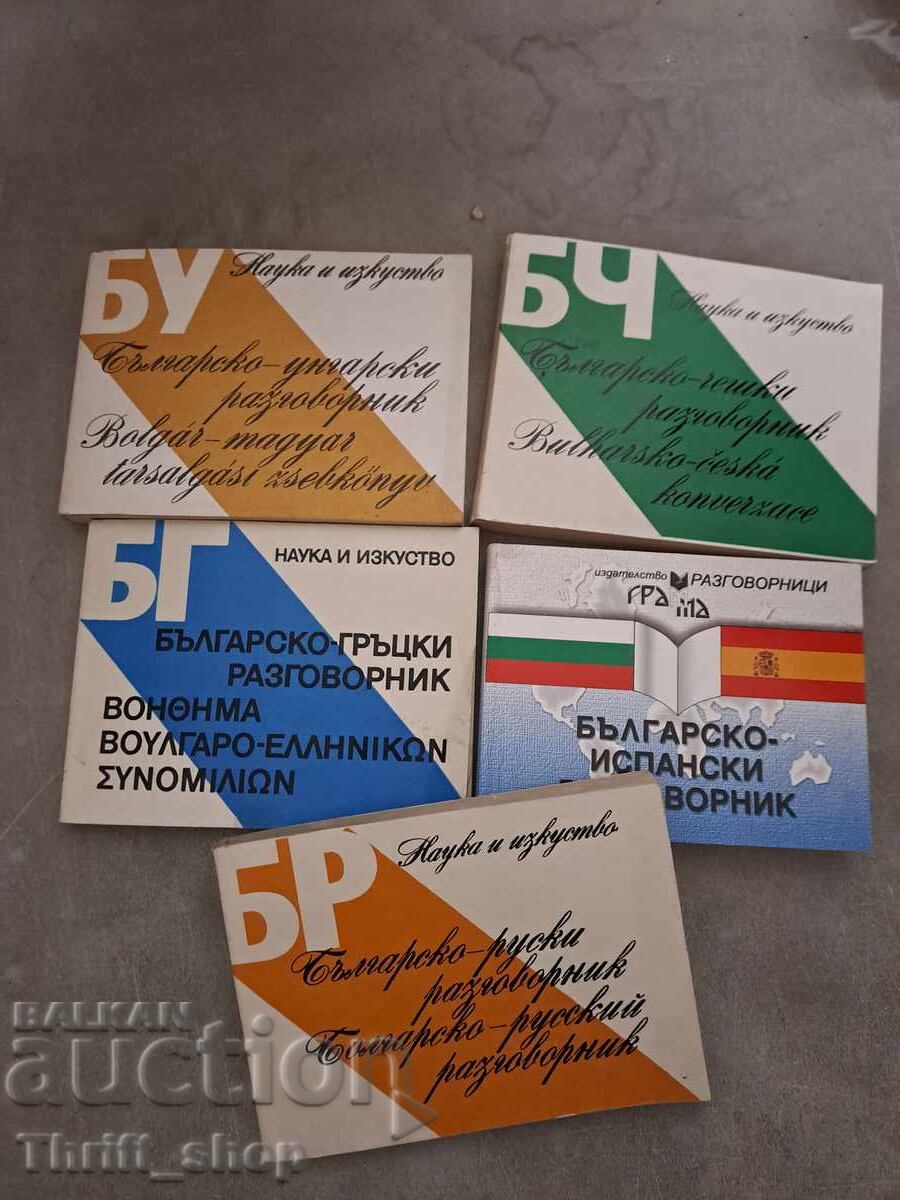 БУ
Наука и изкуство
Българско-унгарски
разговорник
Bolgár-magyar
társalgási zsebkönyv
БЧ
Наука и изкуство
Българско-чешки
разговорник
Bulharsko-česká
konverzace
БГ
НАУКА И ИЗКУСТВО
БЪЛГАРСКО-ГРЪЦКИ
РАЗГОВОРНИК
ΒΟΗΘΗΜΑ
ΒΟΥΛΓΑΡΟ-ΕΛΛΗΝΙΚΩΝ
ΣΥΝΟΜΙΛΙΩΝ
издателство
ГРАММА
РАЗГОВОРНИЦИ
БЪЛГАРСКО-
ИСПАНСКИ
ВОРНИК
БР
Наука и изкуство
Българско-руски
разговорник
Болгарско-русский
разговорник
BALKAN
auction
Thrift_shop